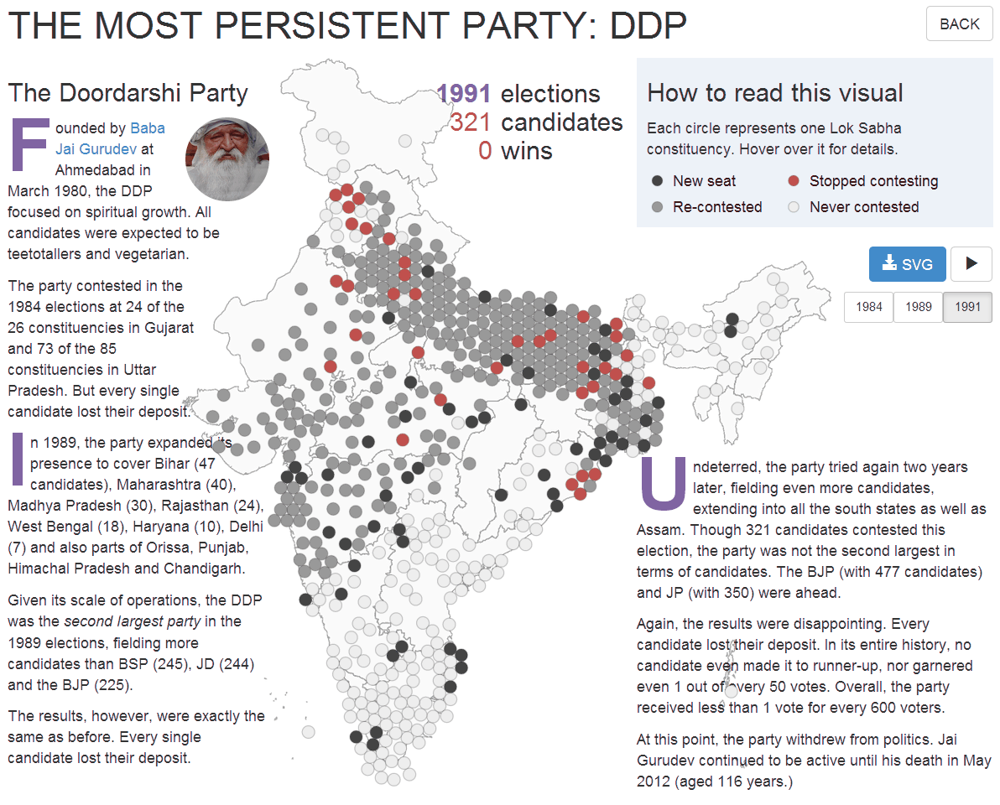 THE MOST PERSISTENT PARTY: DDP
BACK
The Doordarshi Party
Founded by Baba
Jai Gurudev at
Ahmedabad in
March 1980, the DDP
focused on spiritual growth. All
candidates were expected to be
teetotallers and vegetarian.
The party contested in the
1984 elections at 24 of the
26 constituencies in Gujarat
and 73 of the 85
constituencies in Uttar
Pradesh. But every single
candidate lost their deposit.
In 1989, the party expanded its
presence to cover Bihar (47
candidates), Maharashtra (40),
Madhya Pradesh (30), Rajasthan (24),
West Bengal (18), Haryana (10), Delhi
(7) and also parts of Orissa, Punjab,
Himachal Pradesh and Chandigarh.
Given its scale of operations, the DDP
was the second largest party in the
1989 elections, fielding more
candidates than BSP (245), JD (244)
and the BJP (225).
The results, however, were exactly the
same as before. Every single
candidate lost their deposit.
1991 elections
321 candidates
0 wins
How to read this visual
Each circle represents one Lok Sabha
constituency. Hover over it for details.
New seat
Stopped contesting
Re-contested
Never contested
SVG
1984 1989 1991
Undeterred, the party tried again two years
later, fielding even more candidates,
extending into all the south states as well as
Assam. Though 321 candidates contested this
election, the party was not the second largest in
terms of candidates. The BJP (with 477 candidates)
and JP (with 350) were ahead.
Again, the results were disappointing. Every
candidate lost their deposit. In its entire history, no
candidate even made it to runner-up, nor garnered
even 1 out of every 50 votes. Overall, the party
received less than 1 vote for every 600 voters.
At this point, the party withdrew from politics. Jai
Gurudev continued to be active until his death in May
2012 (aged 116 years.)